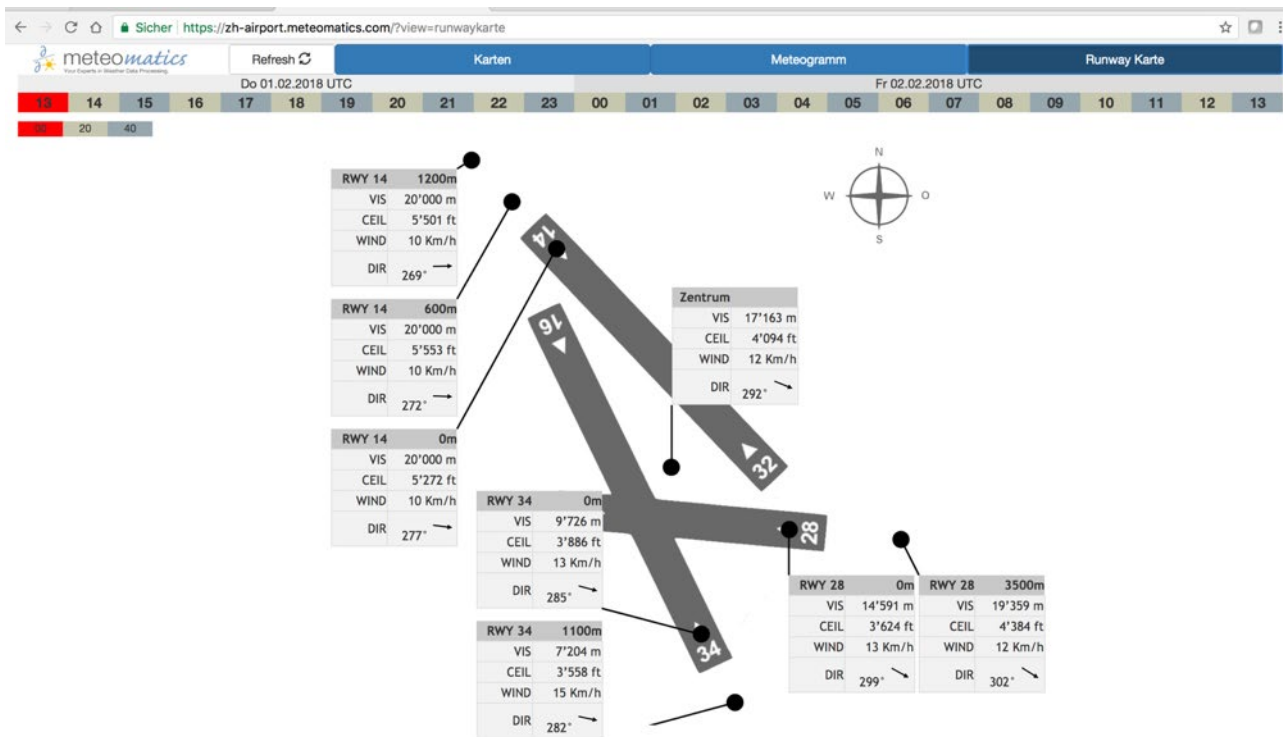 Sicher https://zh-airport.meteomatics.com/?view=runwaykarte
meteomatics Refresh Karten Meteogramm Runway Karte
Your Experts in Weather Data Processing.
Do 01.02.2018 UTC Fr 02.02.2018 UTC
13 14 15 16 17 18 19 20 21 22 23 00 01 02 03 04 05 06 07 08 09 10 11 12 13
00 20 40
N
W O
S
RWY 14 1200m
VIS 20'000 m
CEIL 5'501 ft
WIND 10 Km/h
DIR 269°
RWY 14 600m
VIS 20'000 m
CEIL 5'553 ft
WIND 10 Km/h
DIR 272°
RWY 14 0m
VIS 20'000 m
CEIL 5'272 ft
WIND 10 Km/h
DIR 277°
14
16
Zentrum
VIS 17'163 m
CEIL 4'094 ft
WIND 12 Km/h
DIR 292°
32
28
34
RWY 34 0m
VIS 9'726 m
CEIL 3'886 ft
WIND 13 Km/h
DIR 285°
RWY 34 1100m
VIS 7'204 m
CEIL 3'558 ft
WIND 15 Km/h
DIR 282°
RWY 28 0m
VIS 14'591 m
CEIL 3'624 ft
WIND 13 Km/h
DIR 299°
RWY 28 3500m
VIS 19'359 m
CEIL 4'384 ft
WIND 12 Km/h
DIR 302°